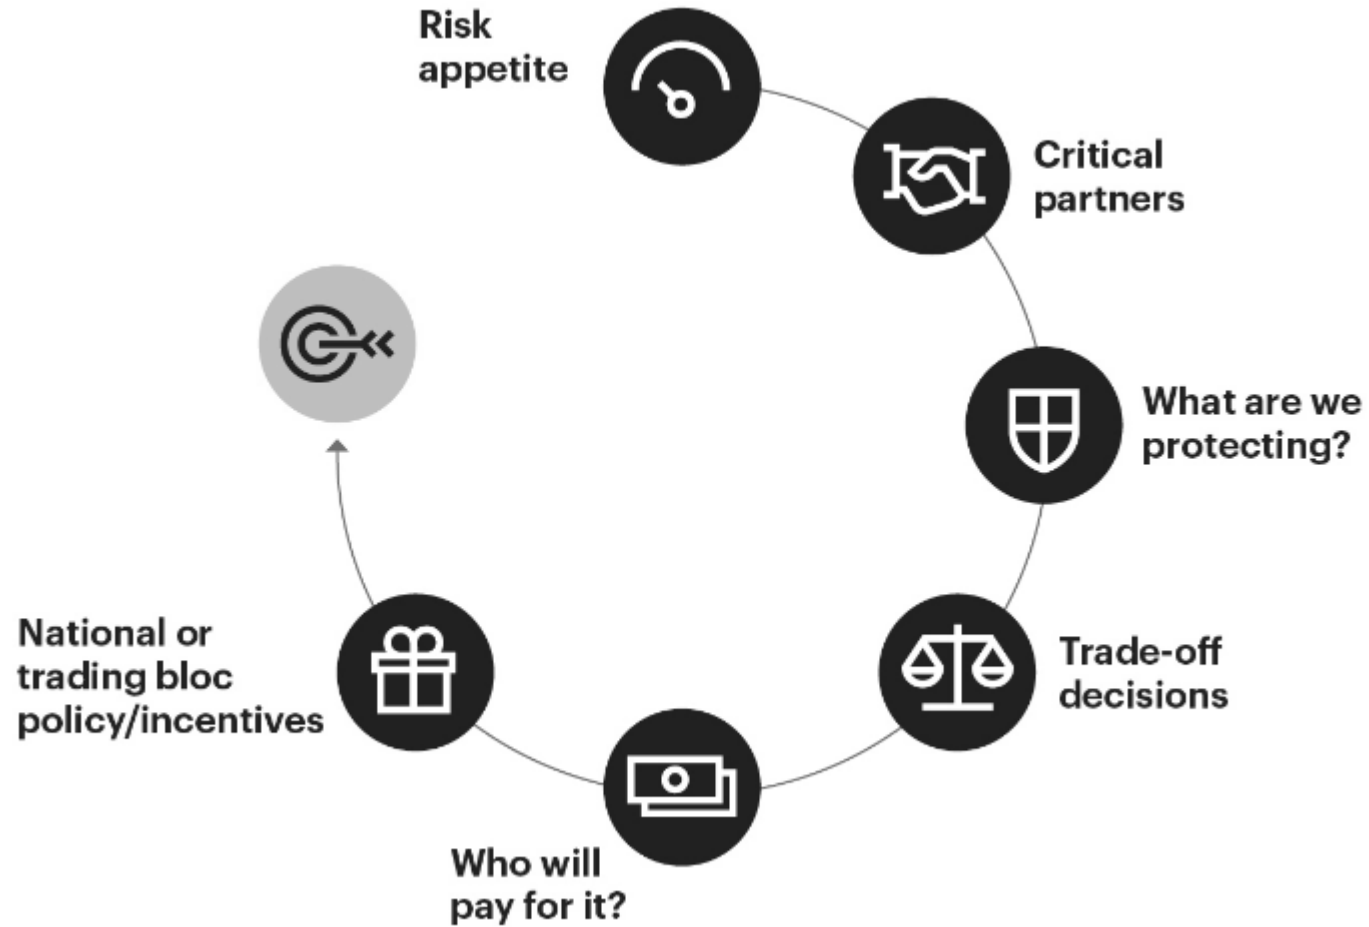 Risk
appetite
Critical
partners
What are we
protecting?
Trade-off
decisions
Who will
pay for it?
National or
trading bloc
policy/incentives